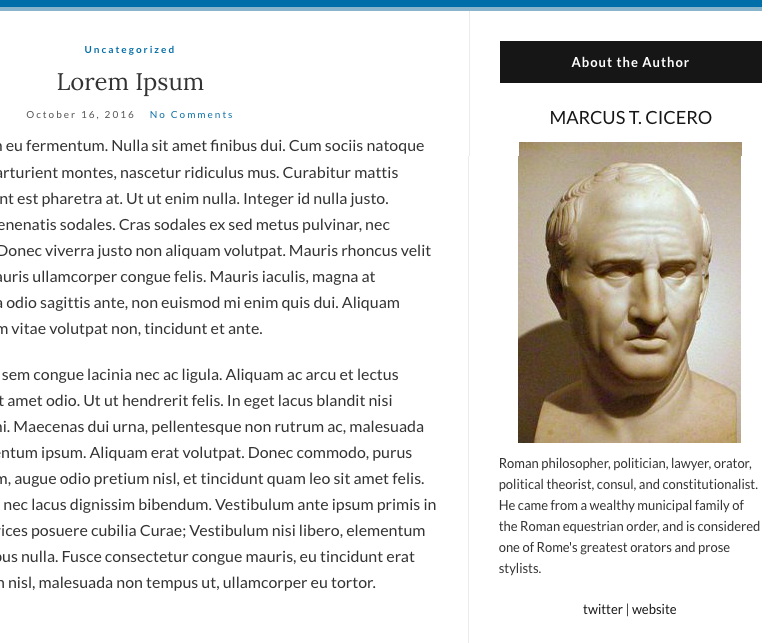 Uncategorized
Lorem Ipsum
October 16, 2016 No Comments
eu fermentum. Nulla sit amet finibus dui. Cum sociis natoque
arturient montes, nascetur ridiculus mus. Curabitur mattis
nt est pharetra at. Ut ut enim nulla. Integer id nulla justo.
enenatis sodales. Cras sodales ex sed metus pulvinar, nec
Donec viverra justo non aliquam volutpat. Mauris rhoncus velit
auris ullamcorper congue felis. Mauris iaculis, magna at
a odio sagittis ante, non euismod mi enim quis dui. Aliquam
m vitae volutpat non, tincidunt et ante.
sem congue lacinia nec ac ligula. Aliquam ac arcu et lectus
t amet odio. Ut ut hendrerit felis. In eget lacus blandit nisi
ni. Maecenas dui urna, pellentesque non rutrum ac, malesuada
entum ipsum. Aliquam erat volutpat. Donec commodo, purus
m, augue odio pretium nisl, et tincidunt quam leo sit amet felis.
nec lacus dignissim bibendum. Vestibulum ante ipsum primis in
rices posuere cubilia Curae; Vestibulum nisi libero, elementum
bus nulla. Fusce consectetur congue mauris, eu tincidunt erat
n nisl, malesuada non tempus ut, ullamcorper eu tortor.
About the Author
MARCUS T. CICERO
Roman philosopher, politician, lawyer, orator,
political theorist, consul, and constitutionalist.
He came from a wealthy municipal family of
the Roman equestrian order, and is considered
one of Rome's greatest orators and prose
stylists.
twitter | website